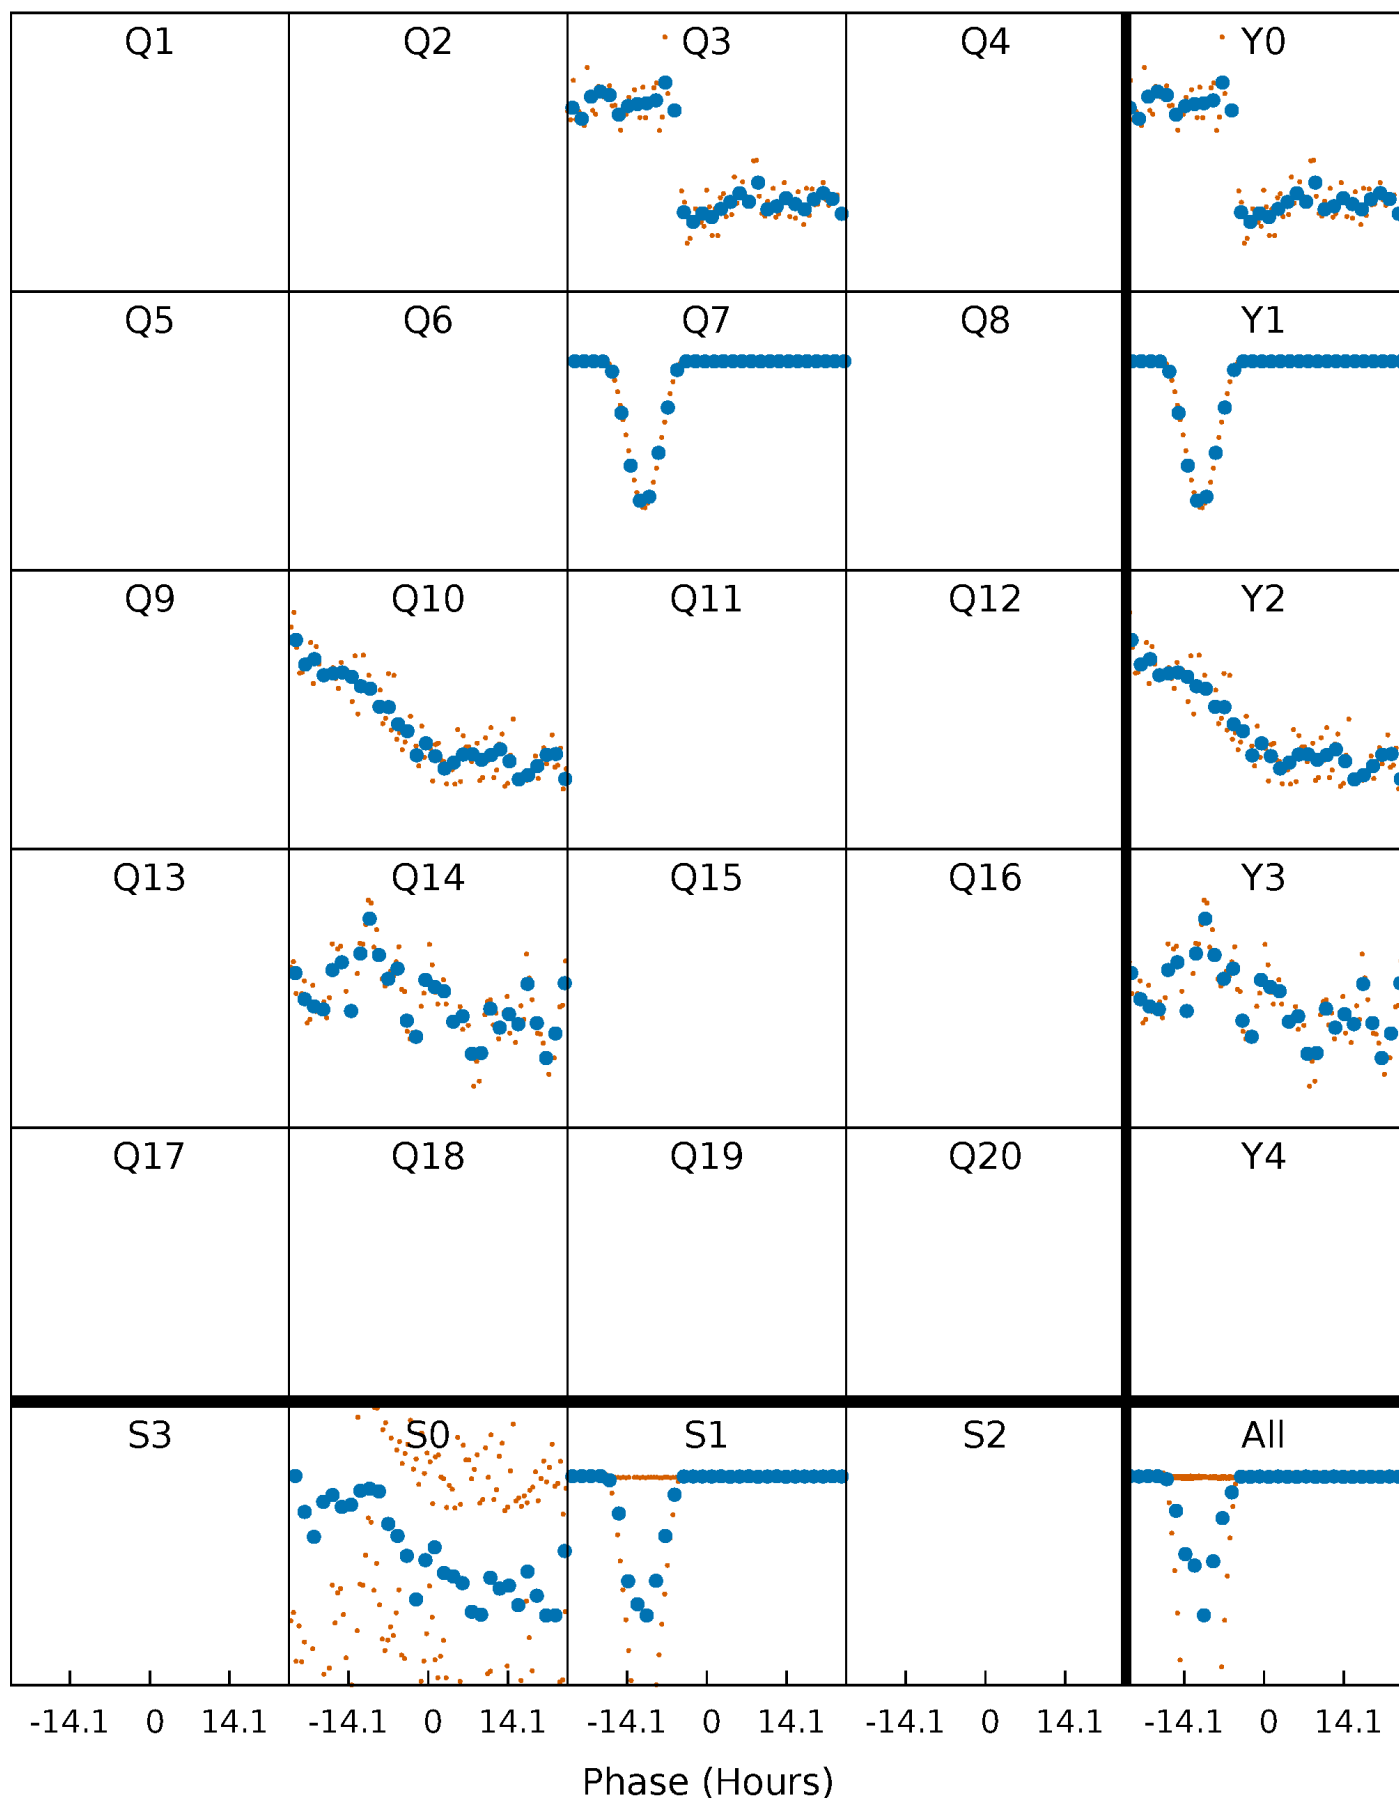 Q1 Q2 Q3 Q4 Y0
Q5 Q6 Q7 Q8 Y1
Q9 Q10 Q11 Q12 Y2
Q13 Q14 Q15 Q16 Y3
Q17 Q18 Q19 Q20 Y4
S3 S0 S1 S2 All
-14.1 0 14.1 -14.1 0 14.1 -14.1 0 14.1 -14.1 0 14.1 -14.1 0 14.1
Phase (Hours)